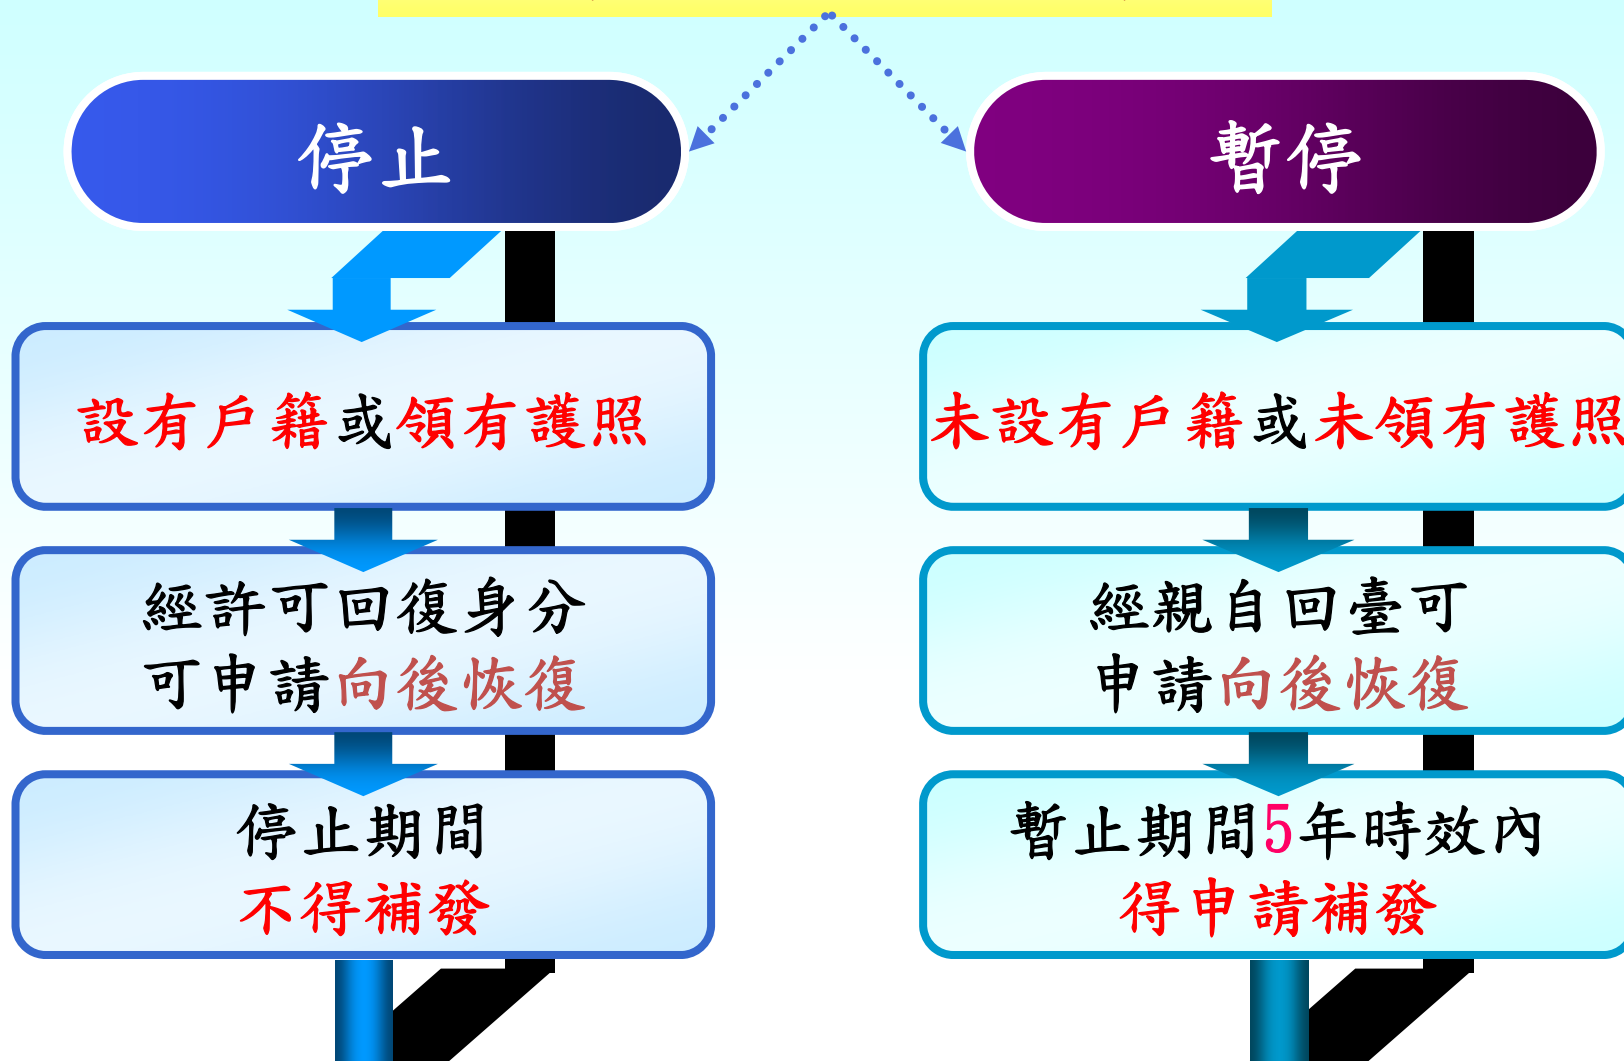 停止
設有戶籍或領有護照
經許可回復身分
可申請向後恢復
停止期間
不得補發
暫停
未設有戶籍或未領有護照
經親自回臺可
申請向後恢復
暫止期間5年時效內
得申請補發